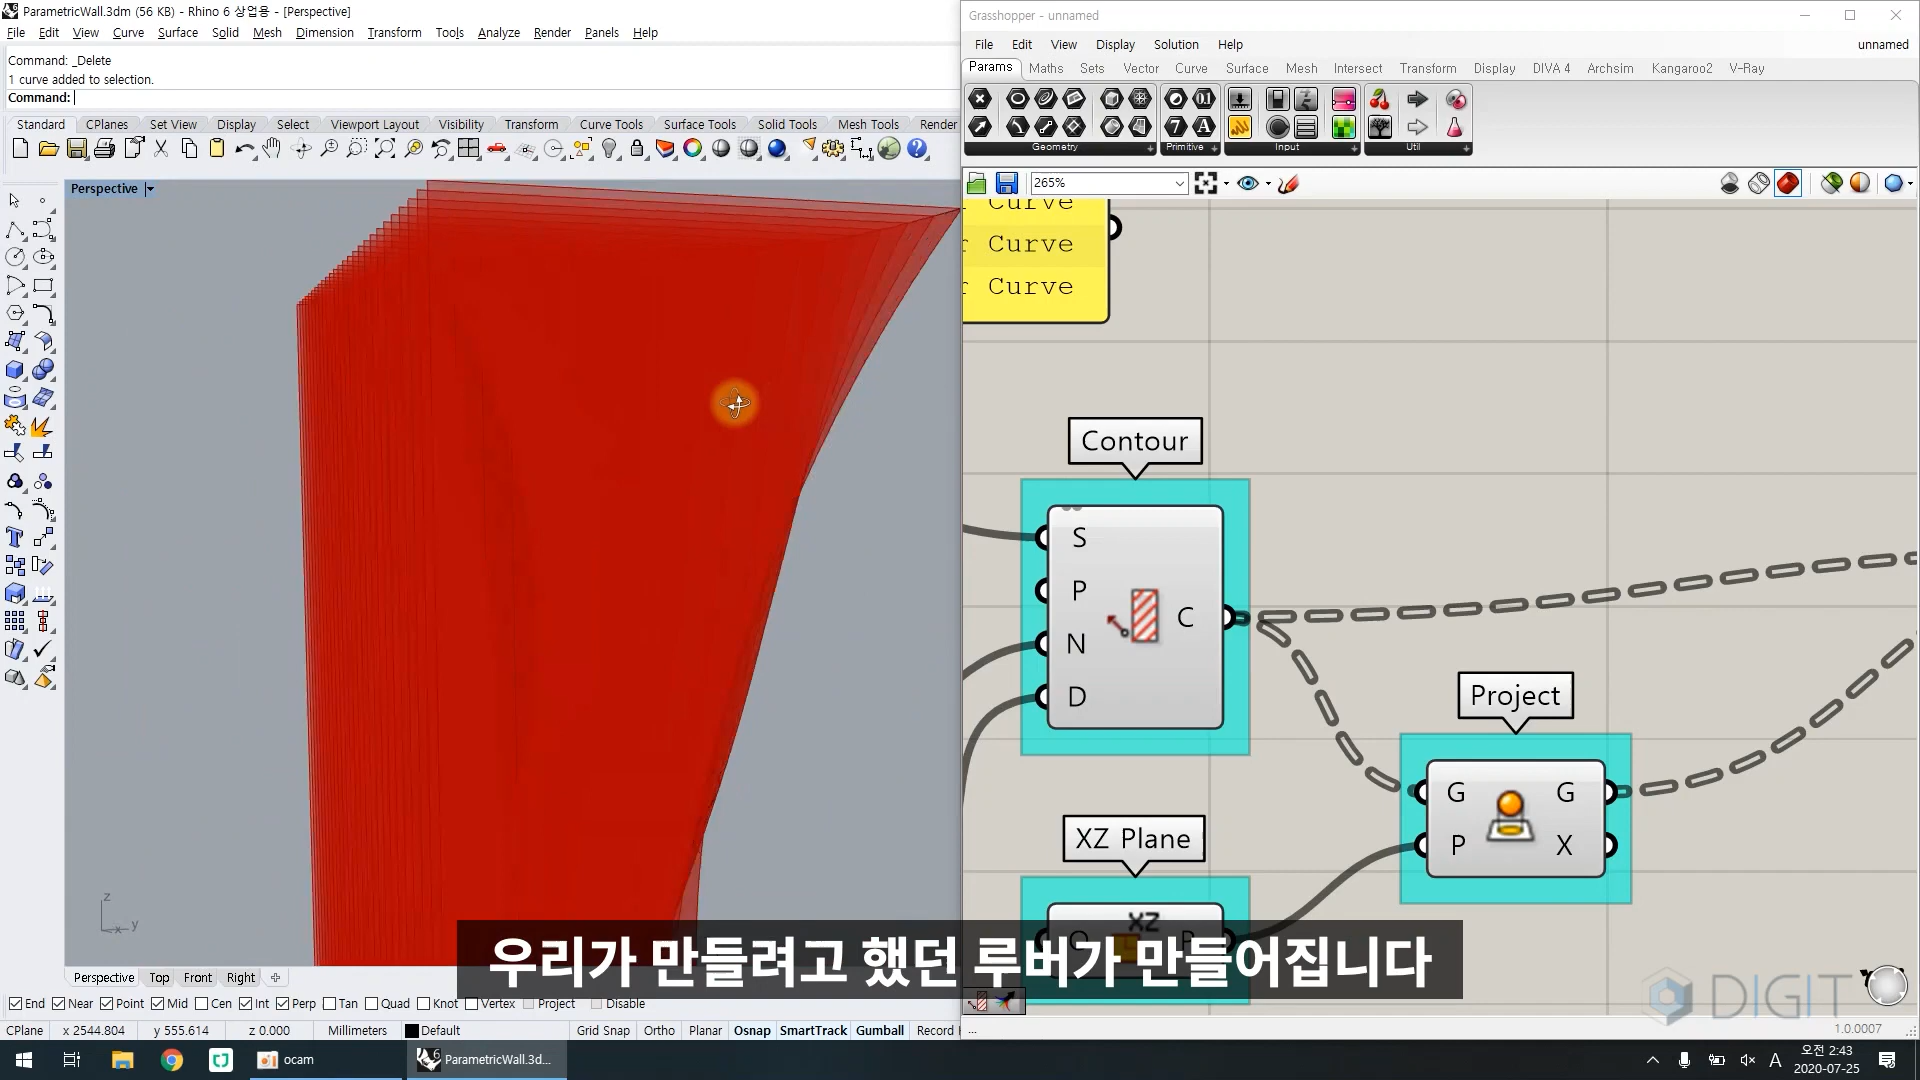 ParametricWall.3dm (56 KB) - Rhino 6 상업용 - [Perspective]
File Edit View Curve Surface Solid Mesh Dimension Transform Tools Analyze Render Panels Help
Command: _Delete
1 curve added to selection.
Command:
Standard CPlanes Set View Display Select Viewport Layout Visibility Transform Curve Tools Surface Tools Solid Tools Mesh Tools Render
Perspective
z
x y
Perspective Top Front Right
End Near Point Mid Cen Int Perp Tan Quad Knot Vertex Project Disable
CPlane x 2544.804 y 555.614 z 0.000 Millimeters Default Grid Snap Ortho Planar Osnap SmartTrack Gumball Record
Grasshopper - unnamed
File Edit View Display Solution Help unnamed
Params Maths Sets Vector Curve Surface Mesh Intersect Transform Display DIVA 4 Archsim Kangaroo2 V-Ray
Geometry Primitive Input Util
265%
Curve
r Curve
r Curve
Contour
S
P
N
D
C
Project
G
P
G
X
XZ Plane
XZ
O
P
우리가 만들려고 했던 루버가 만들어집니다
DIGIT
...
1.0.0007
ocam
ParametricWall.3d...
A
오전 2:43
2020-07-25